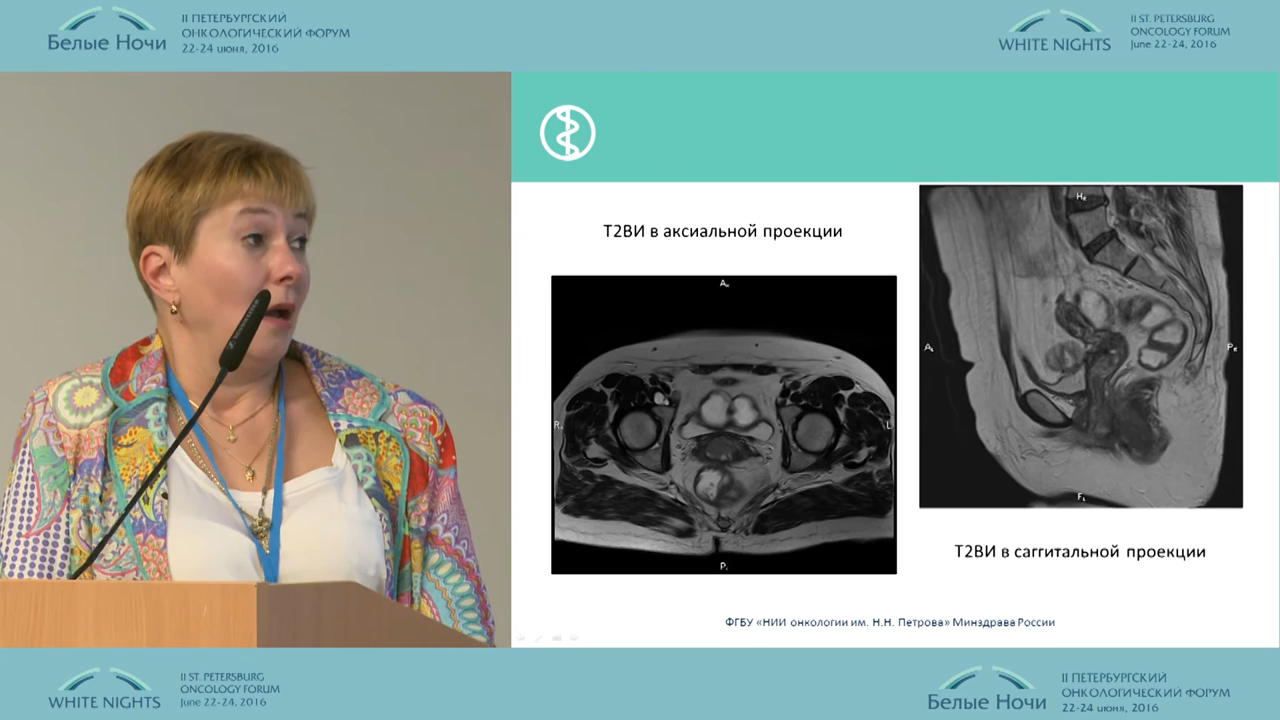 Белые Ночи
II ПЕТЕРБУРГСКИЙ
ОНКОЛОГИЧЕСКИЙ ФОРУМ
22-24 июня, 2016
WHITE NIGHTS
II ST. PETERSBURG
ONCOLOGY FORUM
June 22-24, 2016
Т2ВИ в аксиальной проекции
Т2ВИ в саггитальной проекции
ФГБУ «НИИ онкологии им. Н.Н. Петрова» Минздрава России
WHITE NIGHTS
II ST. PETERSBURG
ONCOLOGY FORUM
June 22-24, 2016
Белые Ночи
II ПЕТЕРБУРГСКИЙ
ОНКОЛОГИЧЕСКИЙ ФОРУМ
22-24 июня, 2016